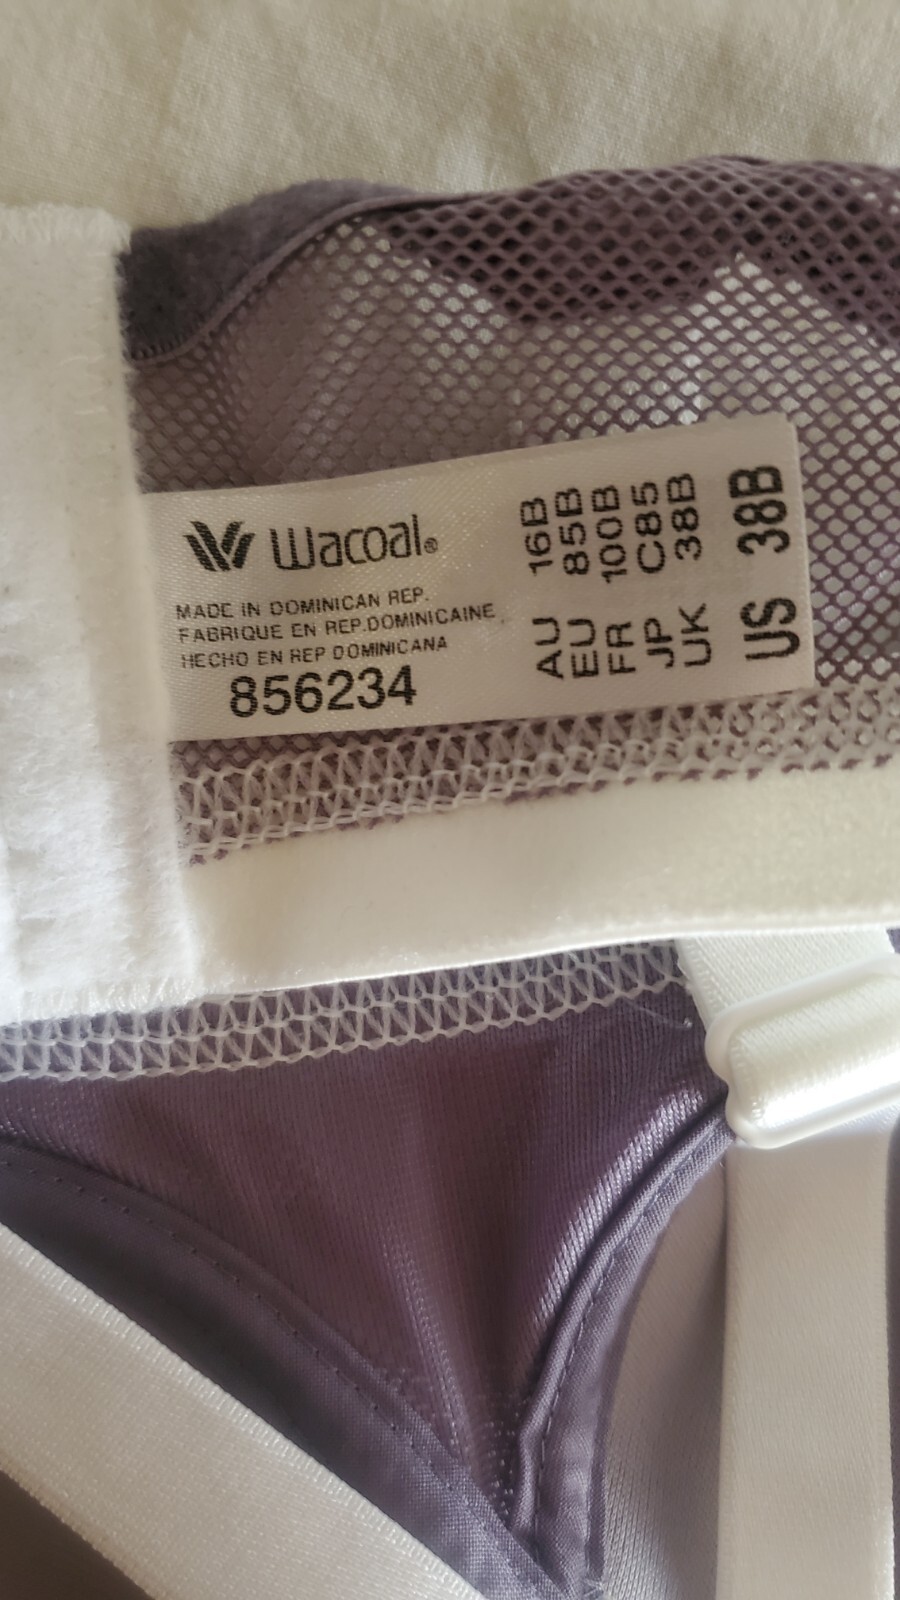 Wacoal®
MADE IN DOMINICAN REP.
FABRIQUE EN REP.DOMINICAINE
HECHO EN REP DOMINICANA
856234
AU 16B
EU 85B
FR 100B
JP C85
UK 38B
US 38B